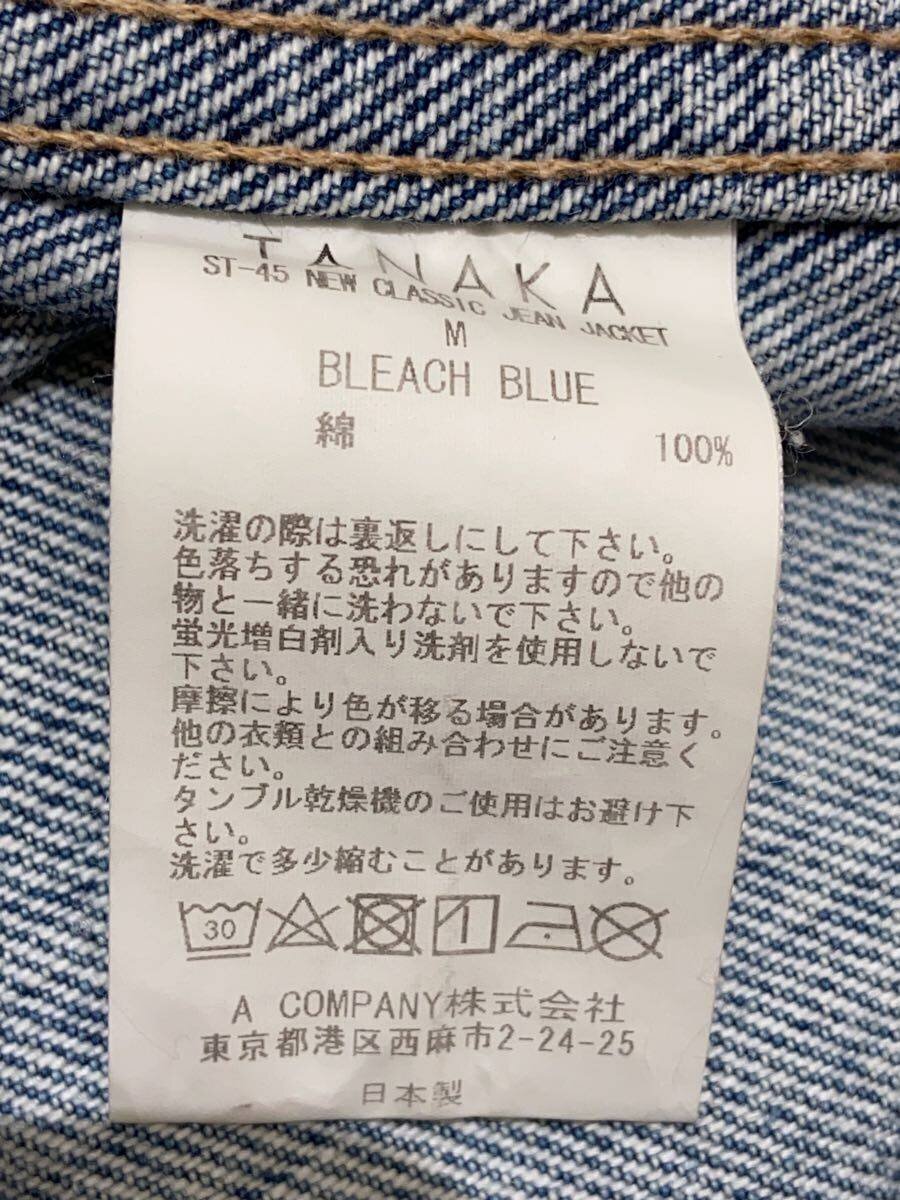 TANAKA
ST-45 NEW CLASSIC JEAN JACKET
M
BLEACH BLUE
綿 100%
洗濯の際は裏返しにして下さい。
色落ちする恐れがありますので他の
物と一緒に洗わないで下さい。
蛍光増白剤入り洗剤を使用しないで
下さい。
摩擦により色が移る場合があります。
他の衣類との組み合わせにご注意く
ださい。
タンブル乾燥機のご使用はお避け下
さい。
洗濯で多少縮むことがあります。
30
A COMPANY株式会社
東京都港区西麻市2-24-25
日本製